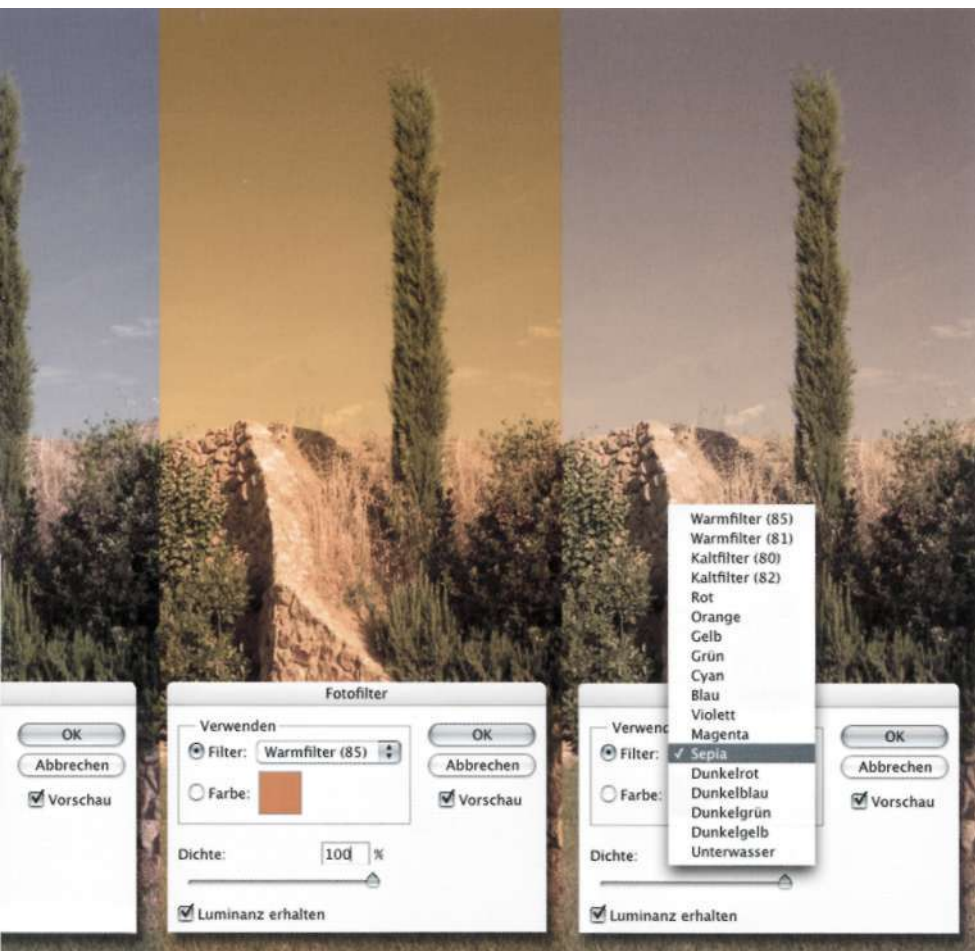 OK
Abbrechen
Vorschau
Fotofilter
Verwenden
Filter: Warmfilter (85)
Farbe:
OK
Abbrechen
Vorschau
Dichte: 100 %
Luminanz erhalten
Warmfilter (85)
Warmfilter (81)
Kaltfilter (80)
Kaltfilter (82)
Rot
Orange
Gelb
Grün
Cyan
Blau
Violett
Magenta
✓ Sepia
Dunkelrot
Dunkelblau
Dunkelgrün
Dunkelgelb
Unterwasser
Verwend
Filter:
Farbe:
OK
Abbrechen
Vorschau
Dichte:
Luminanz erhalten